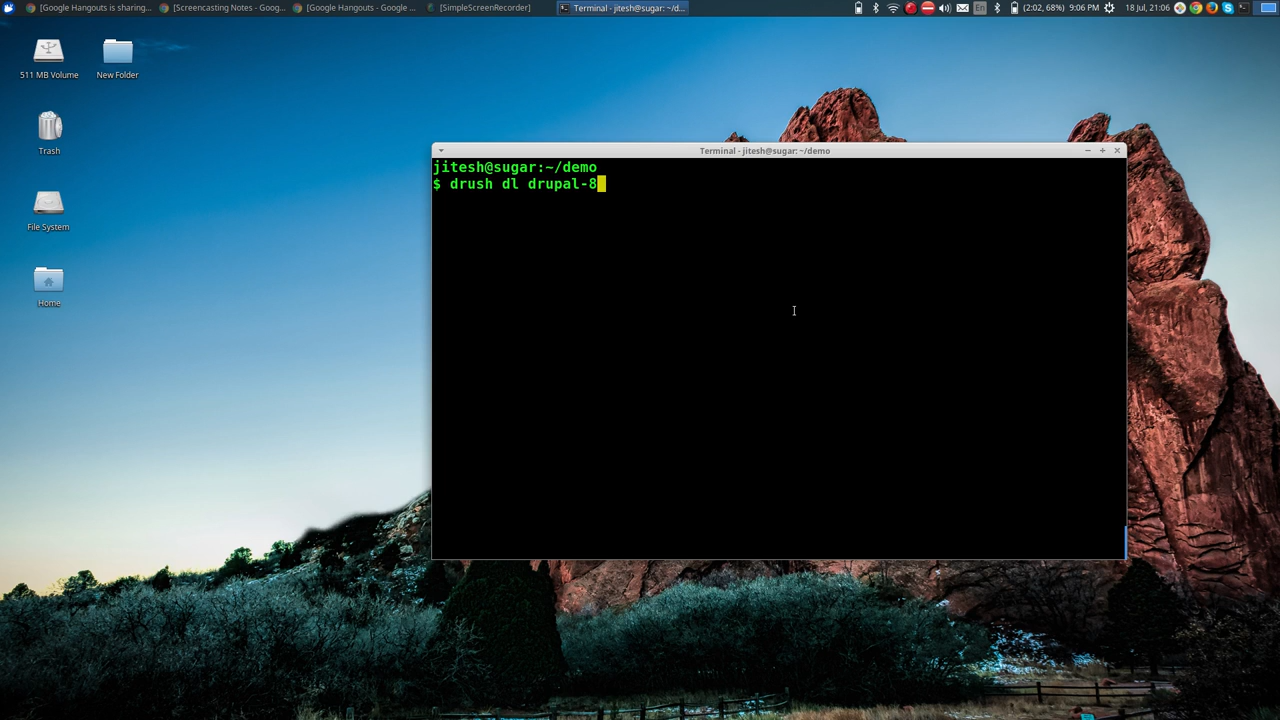 [Google Hangouts is sharing...
[Screencasting Notes - Goog...
[Google Hangouts - Google ...
[SimpleScreenRecorder]
Terminal - jitesh@sugar: ~/d...
En
(2:02, 68%)
9:06 PM
18 Jul, 21:06
511 MB Volume
New Folder
Trash
File System
Home
Terminal - jitesh@sugar: ~/demo
jitesh@sugar:~/demo
$ drush dl drupal-8